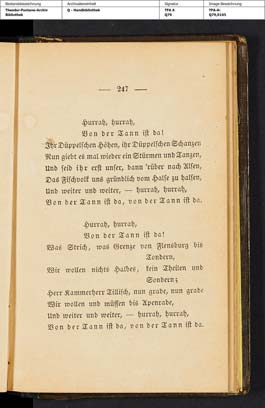 Bestandsbezeichnung
Archivaleneinheit
Signatur
Image Bezeichnung
Theodor-Fontane-Archiv
Bibliothek
Q - Handbibliothek
TFA A
Q79
TFA-A-
Q79,0165
— 247 —
Hurrah, hurrah,
Von der Tann ist da!
Ihr Düppelschen Höhen, ihr Düppelschen Schanzen
Nun giebt es mal wieder ein Stürmen und Tanzen,
Und seid ihr erst unser, dann 'rüber nach Alsen,
Das Fischvolk uns gründlich vom Halse zu halsen,
Und weiter und weiter, — hurrah, hurrah,
Von der Tann ist da, von der Tann ist da.
Hurrah, hurrah,
Von der Tann ist da!
Was Strich, was Grenze von Flensburg bis
Tondern,
Wir wollen nichts Halbes, kein Theilen und
Sondern;
Herr Kammerherr Tillisch, nun grade, nun grade
Wir wollen und müssen bis Apenrade,
Und weiter und weiter, — hurrah, hurrah,
Von der Tann ist da, von der Tann ist da.